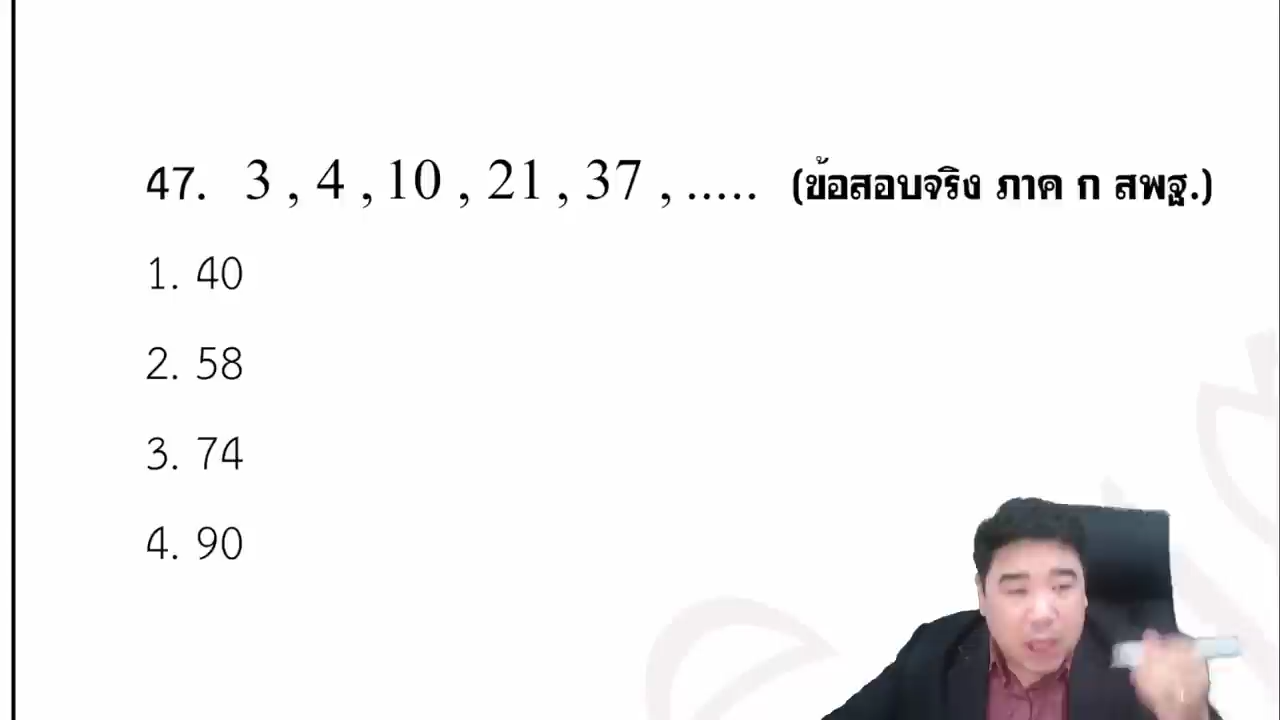 47. 3 , 4 , 10 , 21 , 37 , ..... (ข้อสอบจริง ภาค ก สพฐ.)
1. 40
2. 58
3. 74
4. 90